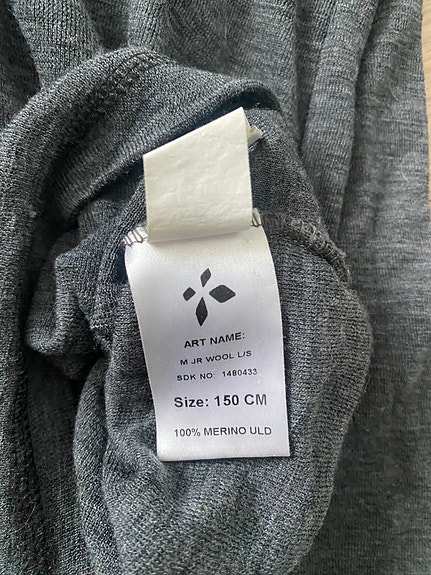 ART NAME:
M JR WOOL L/S
SDK NO: 1480433
Size: 150 CM
100% MERINO ULD